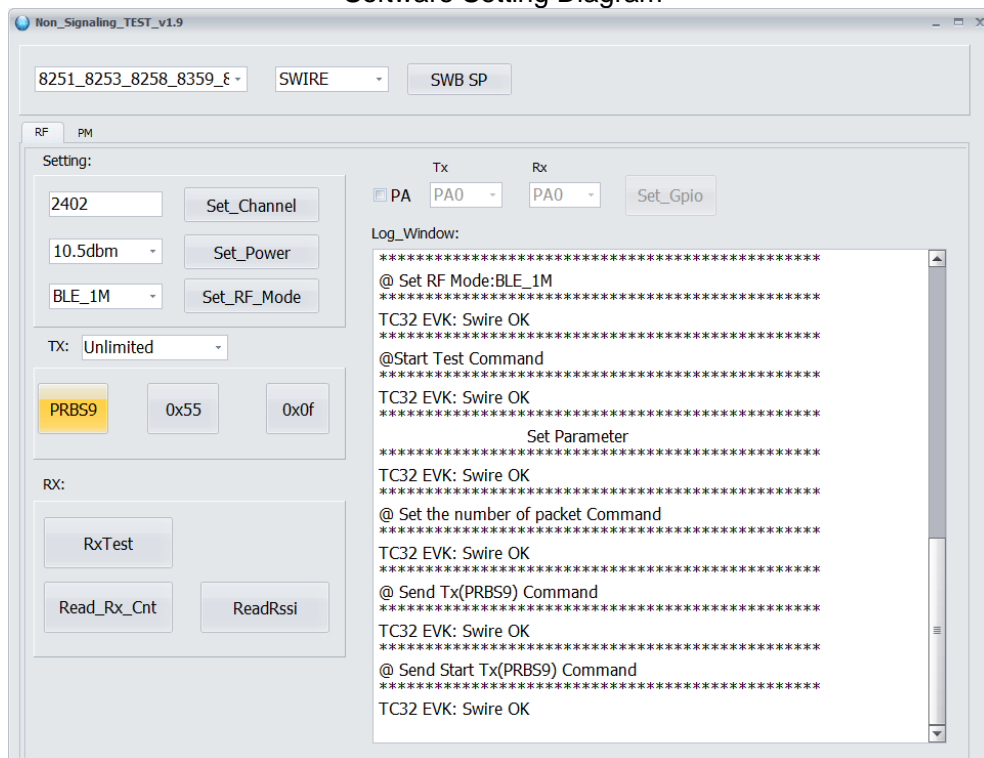 Software Setting Diagram
Non_Signaling_TEST_v1.9
8251_8253_8258_8359_8 SWIRE SWB SP
RF PM
Setting:
2402 Set_Channel
10.5dbm Set_Power
BLE_1M Set_RF_Mode
TX: Unlimited
PRBS9 0x55 0x0f
RX:
RxTest
Read_Rx_Cnt ReadRssi
Tx Rx
PA PA0 PA0 Set_Gpio
Log_Window:
************************************************
@ Set RF Mode:BLE_1M
************************************************
TC32 EVK: Swire OK
************************************************
@Start Test Command
************************************************
TC32 EVK: Swire OK
************************************************
Set Parameter
************************************************
TC32 EVK: Swire OK
************************************************
@ Set the number of packet Command
************************************************
TC32 EVK: Swire OK
************************************************
@ Send Tx(PRBS9) Command
************************************************
TC32 EVK: Swire OK
************************************************
@ Send Start Tx(PRBS9) Command
************************************************
TC32 EVK: Swire OK